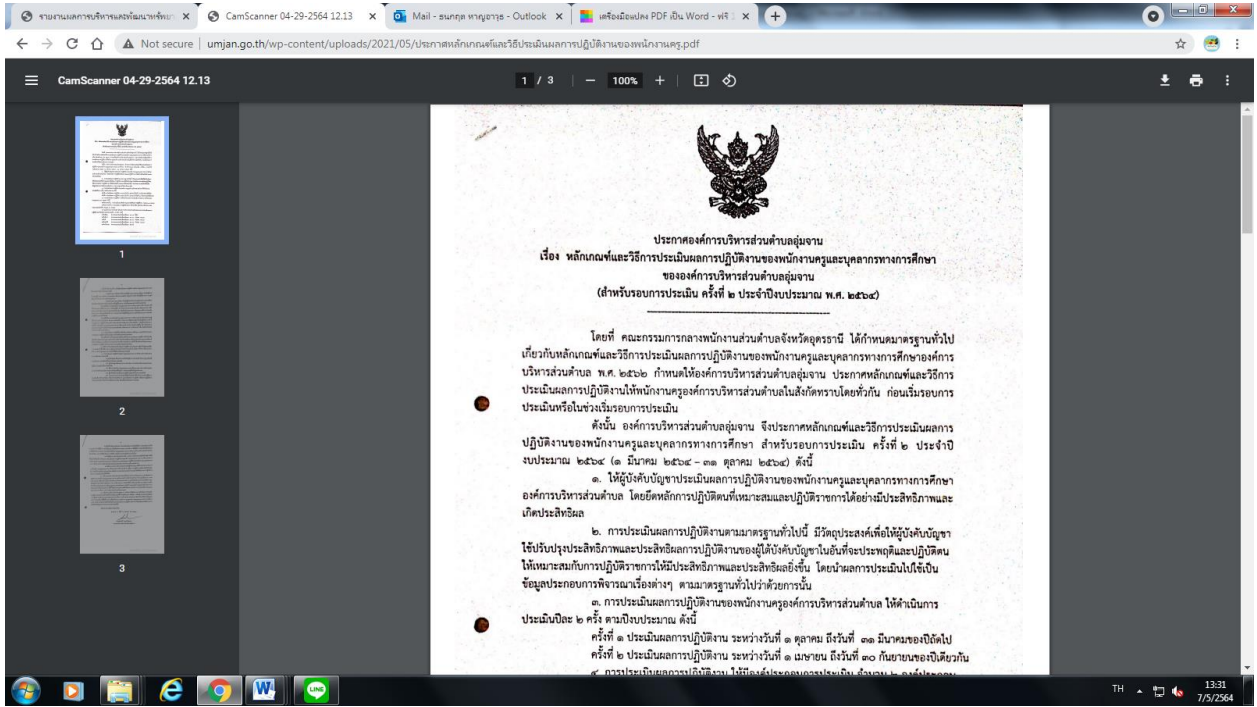 รายงานผลการบริหารและพัฒนาทรัพยา
CamScanner 04-29-2564 12.13
Mail - ธนกฤต หาญอาวุธ - Outlook
เครื่องมือแปลง PDF เป็น Word - ฟรี
Not secure | umjan.go.th/wp-content/uploads/2021/05/ประกาศหลักเกณฑ์และวิธีประเมินผลการปฏิบัติงานของพนักงานครู.pdf
CamScanner 04-29-2564 12.13
1 / 3
100%
1
2
3
ประกาศองค์การบริหารส่วนตำบลอุ่มจาน
เรื่อง หลักเกณฑ์และวิธีการประเมินผลการปฏิบัติงานของพนักงานครูและบุคลากรทางการศึกษา
ขององค์การบริหารส่วนตำบลอุ่มจาน
(สำหรับรอบการประเมิน ครั้งที่ ๒ ประจำปีงบประมาณ พ.ศ. ๒๕๖๔)
โดยที่ คณะกรรมการกลางพนักงานส่วนตำบลจังหวัดอุดรธานี ได้กำหนดมาตรฐานทั่วไป
เกี่ยวกับหลักเกณฑ์และวิธีการประเมินผลการปฏิบัติงานของพนักงานครูและบุคลากรทางการศึกษาองค์การ
บริหารส่วนตำบล พ.ศ. ๒๕๖๒ กำหนดให้องค์การบริหารส่วนตำบลอุ่มจาน ประกาศหลักเกณฑ์และวิธีการ
ประเมินผลการปฏิบัติงานให้พนักงานครูองค์การบริหารส่วนตำบลในสังกัดทราบโดยทั่วกัน ก่อนเริ่มรอบการ
ประเมินหรือในช่วงเริ่มรอบการประเมิน
ดังนั้น องค์การบริหารส่วนตำบลอุ่มจาน จึงประกาศหลักเกณฑ์และวิธีการประเมินผลการ
ปฏิบัติงานของพนักงานครูและบุคลากรทางการศึกษา สำหรับรอบการประเมิน ครั้งที่ ๒ ประจำปี
งบประมาณ ๒๕๖๔ (๑ มีนาคม ๒๕๖๔ – ๓๑ ตุลาคม ๒๕๖๔) ดังนี้
๑. ให้ผู้บังคับบัญชาประเมินผลการปฏิบัติงานของพนักงานครูและบุคลากรทางการศึกษา
องค์การบริหารส่วนตำบล โดยยึดหลักการปฏิบัติตนที่เหมาะสมและปฏิบัติราชการได้อย่างมีประสิทธิภาพและ
เกิดประสิทธิผล
๒. การประเมินผลการปฏิบัติงานตามมาตรฐานทั่วไปนี้ มีวัตถุประสงค์เพื่อให้ผู้บังคับบัญชา
ใช้ปรับปรุงประสิทธิภาพและประสิทธิผลการปฏิบัติงานของผู้ใต้บังคับบัญชาในอันที่จะประพฤติและปฏิบัติตน
ให้เหมาะสมกับการปฏิบัติราชการให้มีประสิทธิภาพและประสิทธิผลยิ่งขึ้น โดยนำผลการประเมินไปใช้เป็น
ข้อมูลประกอบการพิจารณาเรื่องต่างๆ ตามมาตรฐานทั่วไปว่าด้วยการนั้น
๓. การประเมินผลการปฏิบัติงานของพนักงานครูองค์การบริหารส่วนตำบล ให้ดำเนินการ
ประเมินปีละ ๒ ครั้ง ตามปีงบประมาณ ดังนี้
ครั้งที่ ๑ ประเมินผลการปฏิบัติงาน ระหว่างวันที่ ๑ ตุลาคม ถึงวันที่ ๓๑ มีนาคมของปีถัดไป
ครั้งที่ ๒ ประเมินผลการปฏิบัติงาน ระหว่างวันที่ ๑ เมษายน ถึงวันที่ ๓๐ กันยายนของปีเดียวกัน
๔. การประเมินผลการปฏิบัติงาน ให้มีองค์ประกอบการประเมิน จำนวน ๒ องค์ประกอบ
LINE
TH
13:31
7/5/2564